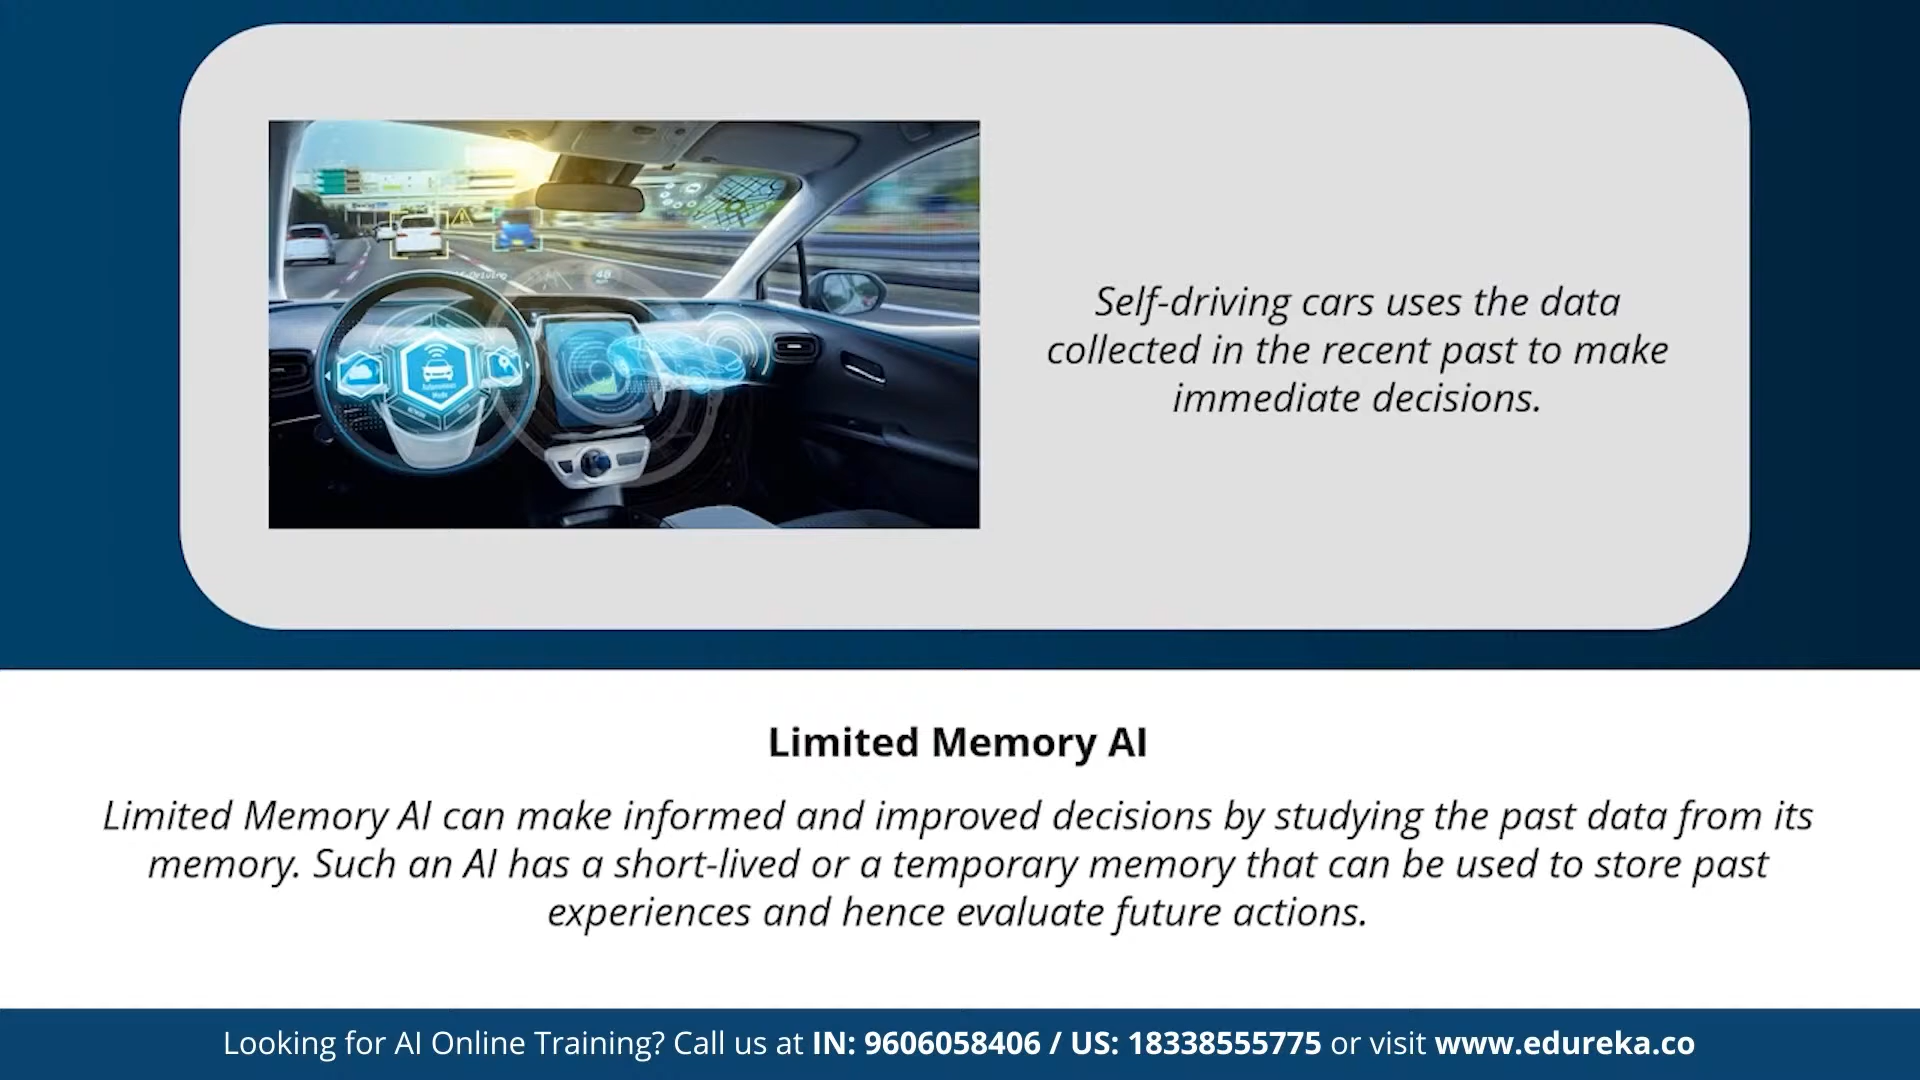 Self-driving cars uses the data
collected in the recent past to make
immediate decisions.
Limited Memory AI
Limited Memory AI can make informed and improved decisions by studying the past data from its
memory. Such an AI has a short-lived or a temporary memory that can be used to store past
experiences and hence evaluate future actions.
Looking for AI Online Training? Call us at IN: 9606058406 / US: 18338555775 or visit www.edureka.co